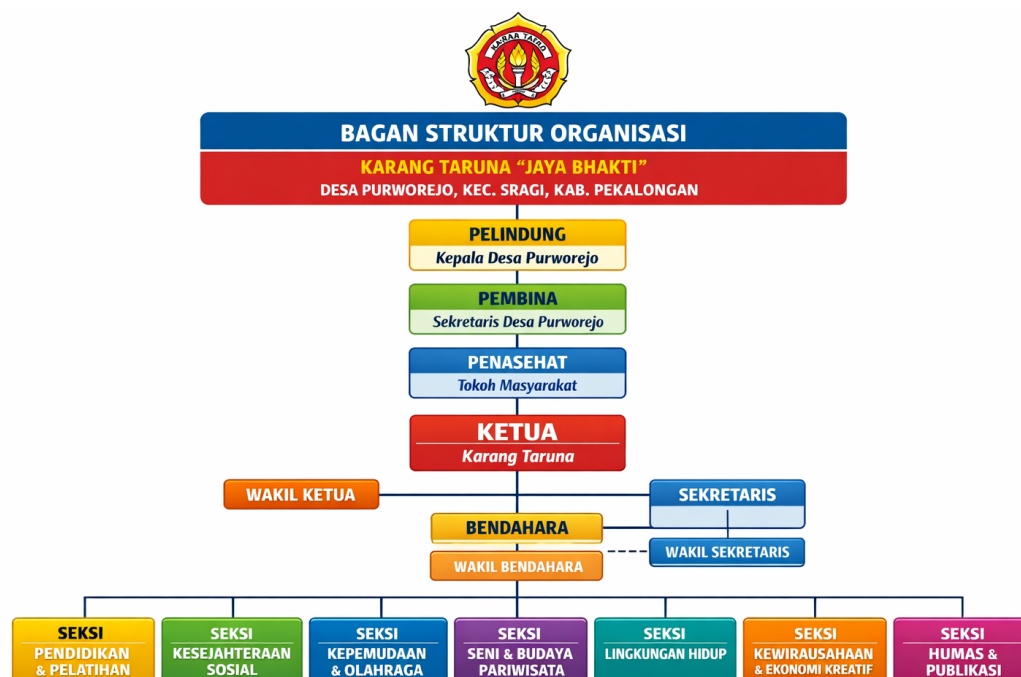 BAGAN STRUKTUR ORGANISASI
KARANG TARUNA “JAYA BHAKTI”
DESA PURWOREJO, KEC. SRAGI, KAB. PEKALONGAN
PELINDUNG
Kepala Desa Purworejo
PEMBINA
Sekretaris Desa Purworejo
PENASEHAT
Tokoh Masyarakat
KETUA
Karang Taruna
WAKIL KETUA
SEKRETARIS
BENDAHARA
WAKIL SEKRETARIS
WAKIL BENDAHARA
SEKSI
PENDIDIKAN
& PELATIHAN
SEKSI
KESEJAHTERAAN
SOSIAL
SEKSI
KEPEMUDAAN
& OLAHRAGA
SEKSI
SENI & BUDAYA
PARIWISATA
SEKSI
LINGKUNGAN HIDUP
SEKSI
KEWIRAUSAHAAN
& EKONOMI KREATIF
SEKSI
HUMAS &
PUBLIKASI